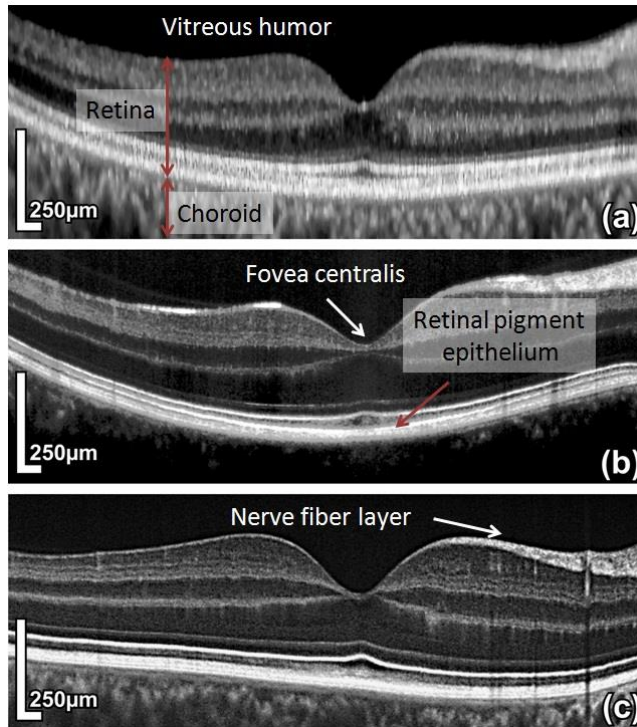 Vitreous humor
Retina
Choroid
250µm
(a)
Fovea centralis
Retinal pigment
epithelium
250µm
(b)
Nerve fiber layer
250µm
(c)